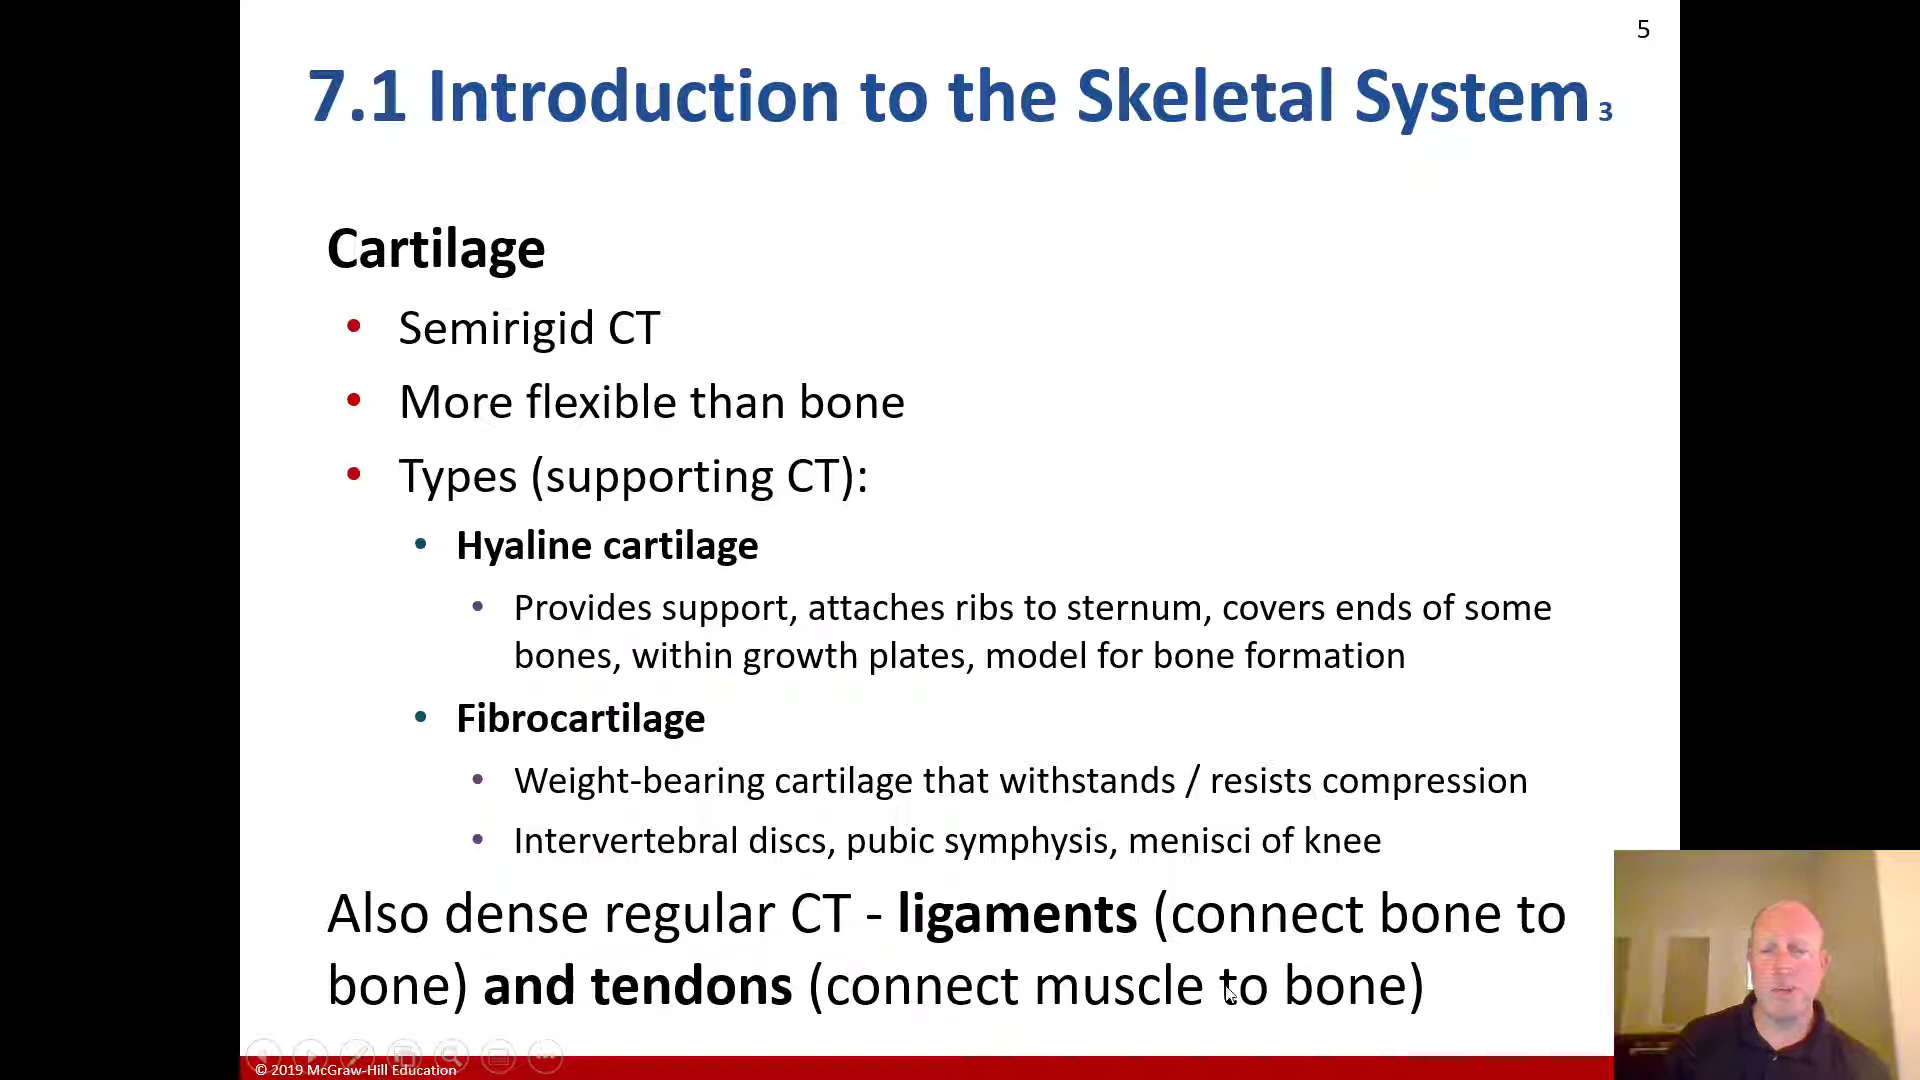 5
7.1 Introduction to the Skeletal System 3
Cartilage
• Semirigid CT
• More flexible than bone
• Types (supporting CT):
• Hyaline cartilage
• Provides support, attaches ribs to sternum, covers ends of some
bones, within growth plates, model for bone formation
• Fibrocartilage
• Weight-bearing cartilage that withstands / resists compression
• Intervertebral discs, pubic symphysis, menisci of knee
Also dense regular CT - ligaments (connect bone to
bone) and tendons (connect muscle to bone)
© 2019 McGraw-Hill Education